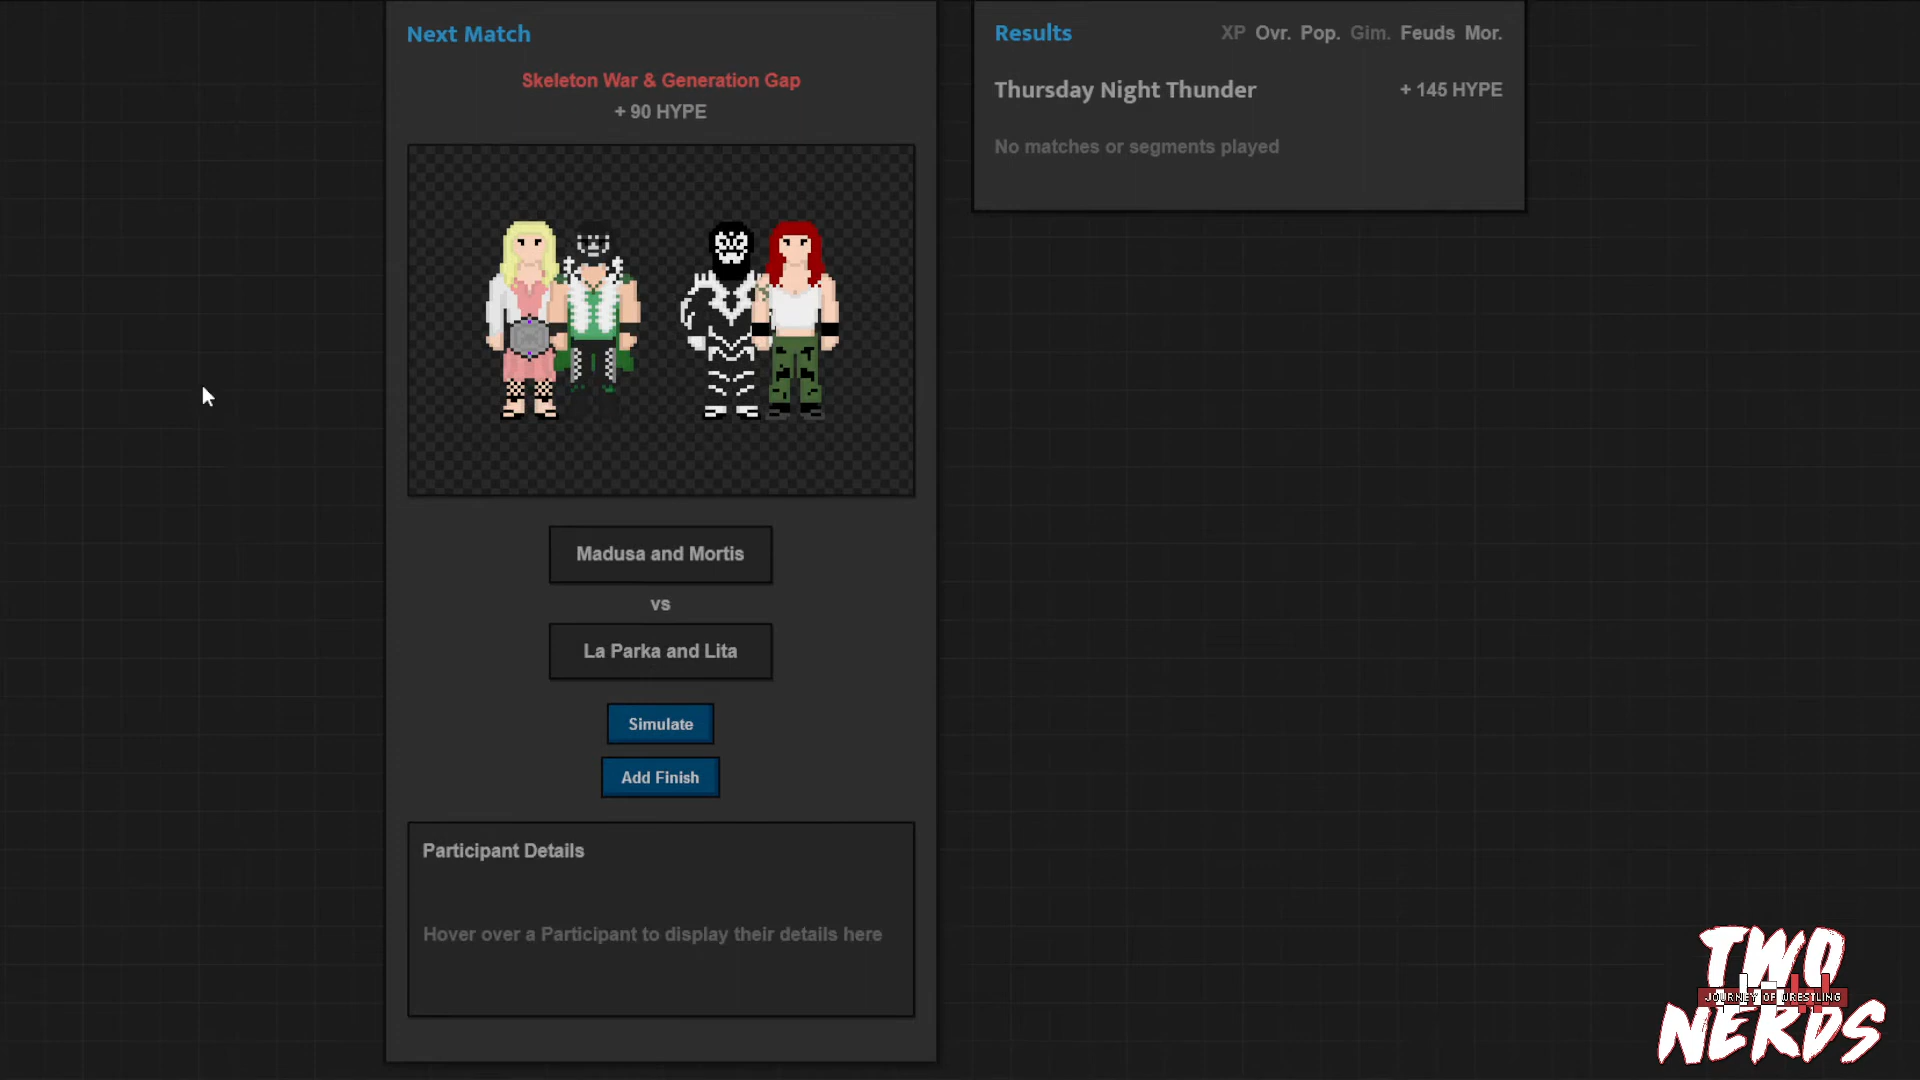 Next Match
Skeleton War & Generation Gap
+ 90 HYPE
Madusa and Mortis
vs
La Parka and Lita
Simulate
Add Finish
Participant Details
Hover over a Participant to display their details here
Results
XP Ovr. Pop. Gim. Feuds Mor.
Thursday Night Thunder
+ 145 HYPE
No matches or segments played
TWO
JOURNEY OF WRESTLING
NERDS